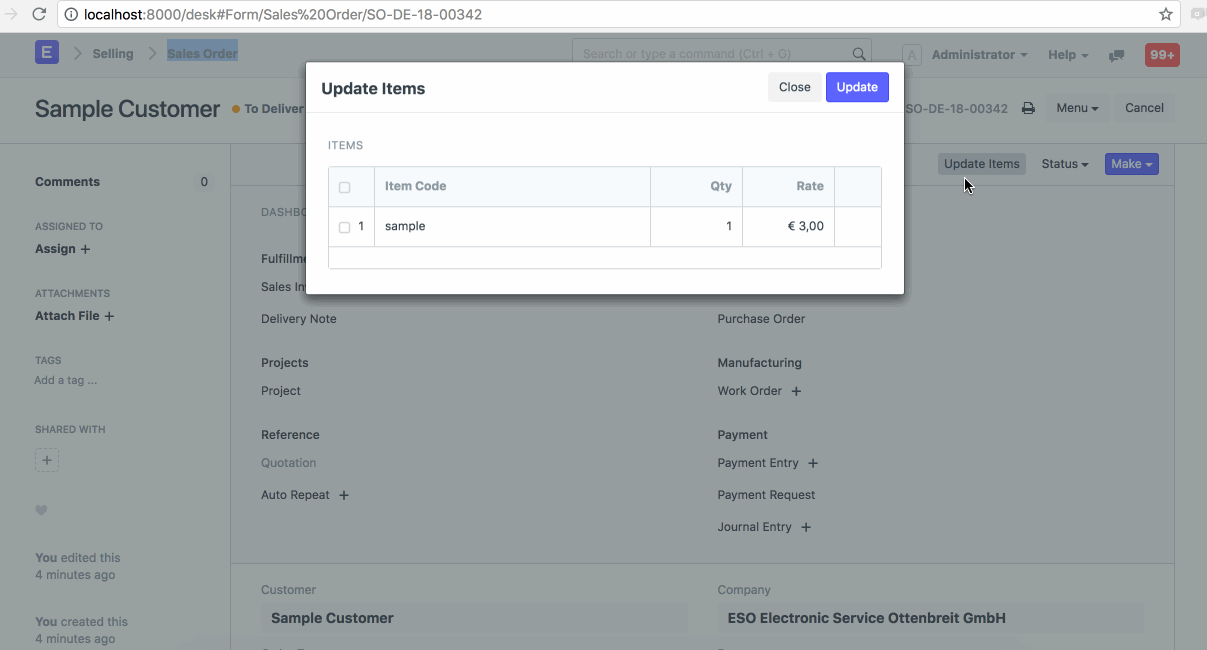 localhost:8000/desk#Form/Sales%20Order/SO-DE-18-00342
E Selling Sales Order Search or type a command (Ctrl + G) A Administrator Help 99+
Sample Customer To Deliver SO-DE-18-00342 Menu Cancel
Update Items Close Update
ITEMS
Item Code Qty Rate
1 sample 1 € 3,00
Update Items Status Make
Comments 0
ASSIGNED TO
Assign +
ATTACHMENTS
Attach File +
TAGS
Add a tag ...
SHARED WITH
+
You edited this
4 minutes ago
You created this
4 minutes ago
DASHBO
Fulfillme
Sales In
Delivery Note
Purchase Order
Projects
Manufacturing
Project
Work Order +
Reference
Payment
Quotation
Payment Entry +
Auto Repeat +
Payment Request
Journal Entry +
Customer
Company
Sample Customer
ESO Electronic Service Ottenbreit GmbH